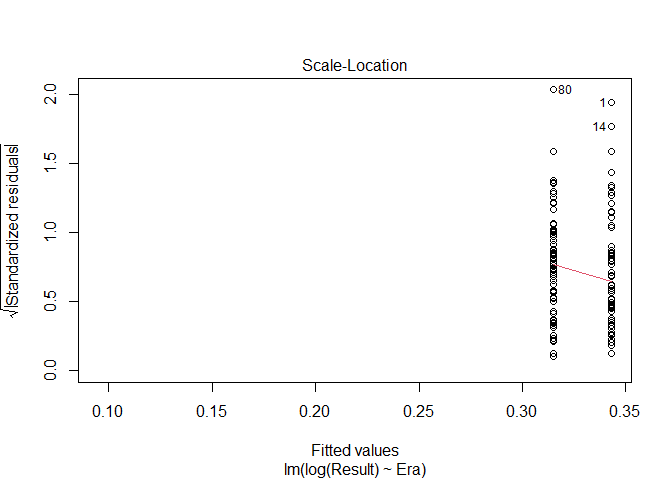 Scale-Location
√|Standardized residuals|
2.0
1.5
1.0
0.5
0.0
80
1
14
0.10 0.15 0.20 0.25 0.30 0.35
Fitted values
lm(log(Result) ~ Era)